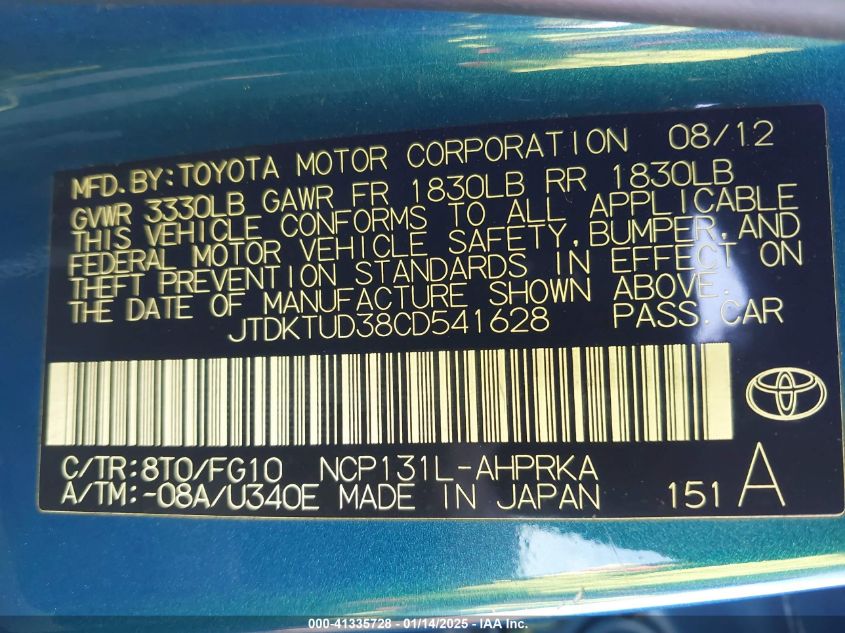 MFD.BY:TOYOTA MOTOR CORPORATION 08/12
GVWR 3330LB GAWR FR 1830LB RR 1830LB
THIS VEHICLE CONFORMS TO ALL APPLICABLE
FEDERAL MOTOR VEHICLE SAFETY,BUMPER,AND
THEFT PREVENTION STANDARDS IN EFFECT ON
THE DATE OF MANUFACTURE SHOWN ABOVE.
JTDKTUD38CD541628 PASS.CAR
C/TR:8T0/FG10 NCP131L-AHPRKA
A/TM:-08A/U340E MADE IN JAPAN 151 A
000-41335728 - 01/14/2025 - IAA Inc.